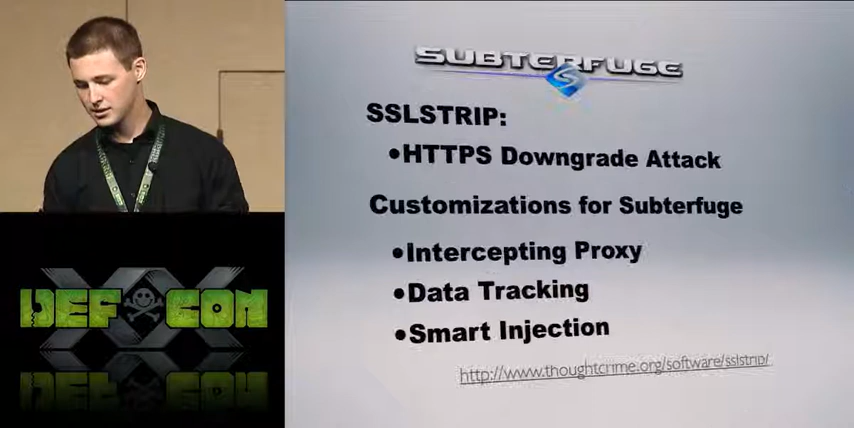 SUBTERFUGE
SSLSTRIP:
•HTTPS Downgrade Attack
Customizations for Subterfuge
•Intercepting Proxy
•Data Tracking
•Smart Injection
http://www.thoughtcrime.org/software/sslstrip/
DEF CON
XX